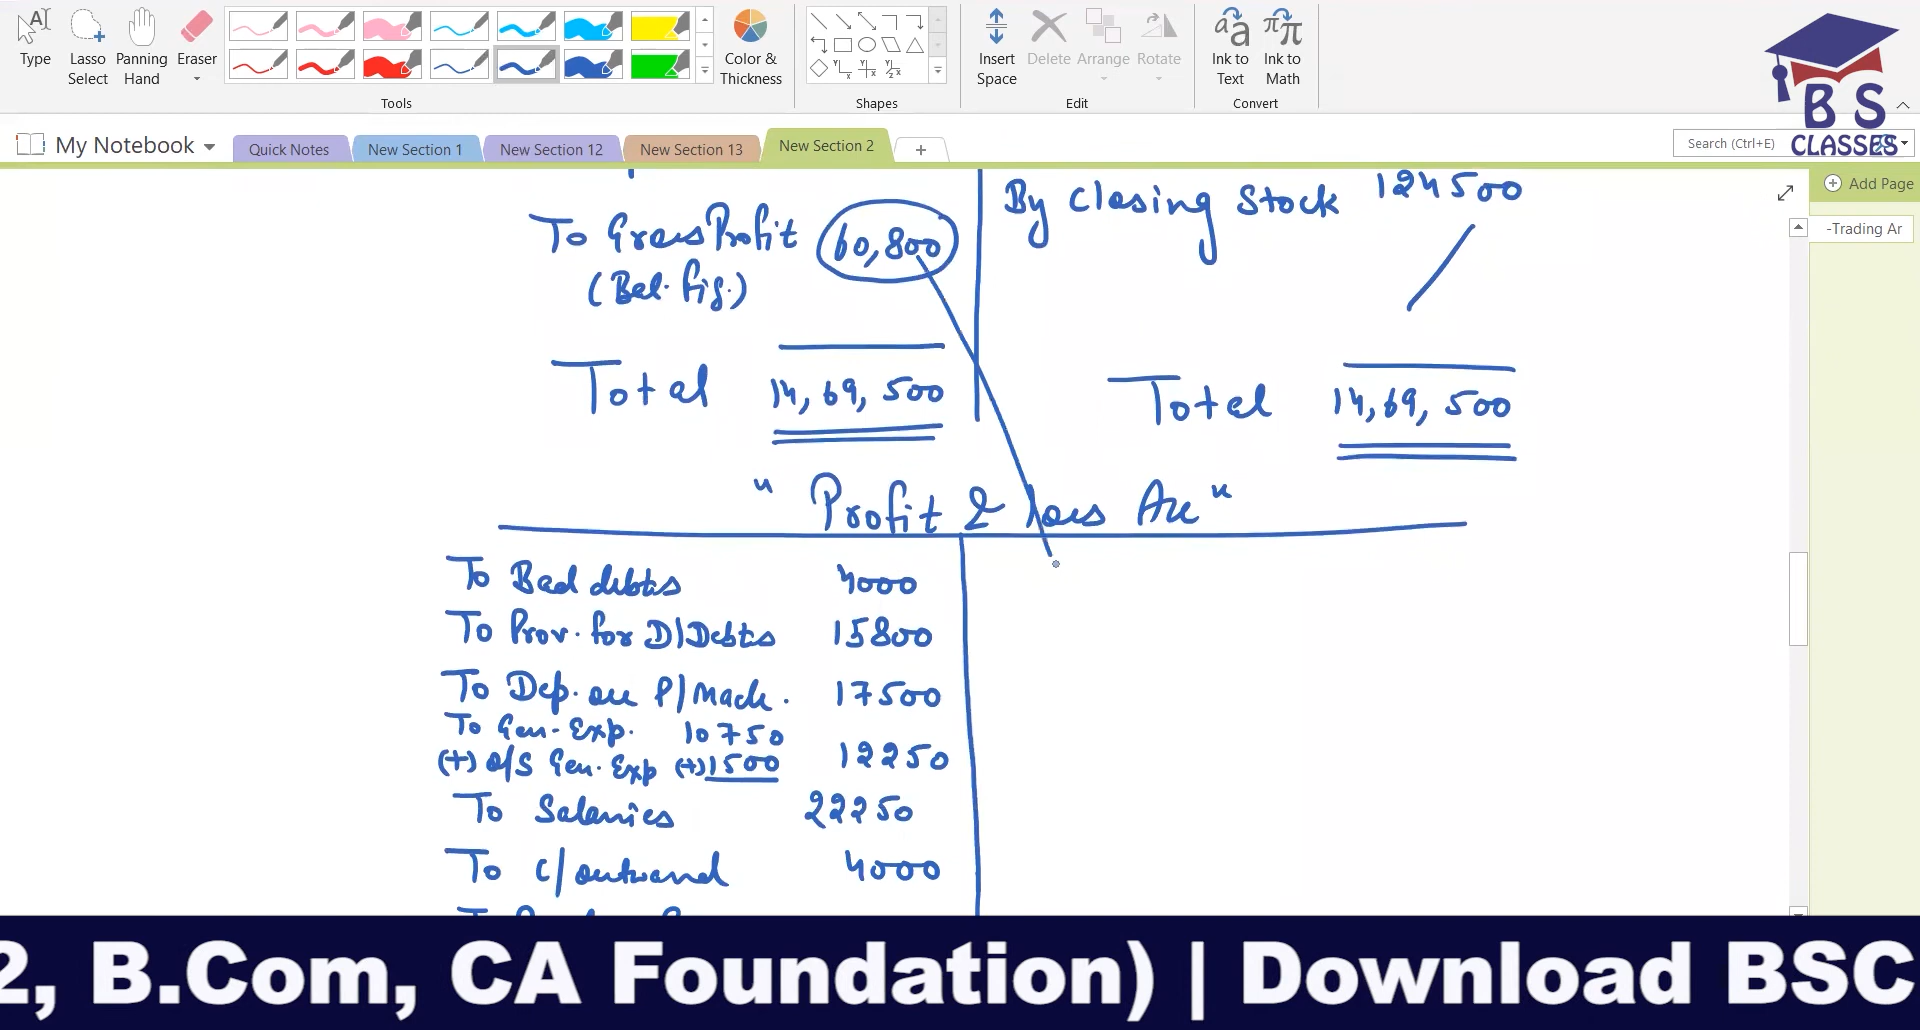 Type
Lasso
Select
Panning
Hand
Eraser
Color &
Thickness
Insert
Space
Delete
Arrange
Rotate
Ink to
Text
Ink to
Math
Tools
Shapes
Edit
Convert
B S
CLASSES
My Notebook
Quick Notes
New Section 1
New Section 12
New Section 13
New Section 2
Search (Ctrl+E)
Add Page
-Trading Ar
By Closing Stock 124500
To Gross Profit 60,800
(Bal. fig.)
Total 14,69,500
Total 14,69,500
" Profit & loss A/c "
To Bad debts 4000
To Prov. for D/Debts 15800
To Dep. on P/Mach. 17500
To Gen. Exp. 10750
(+) o/s Gen. Exp (+) 1500 12250
To Salaries 22250
To c/outward 4000
2, B.Com, CA Foundation) | Download BSC